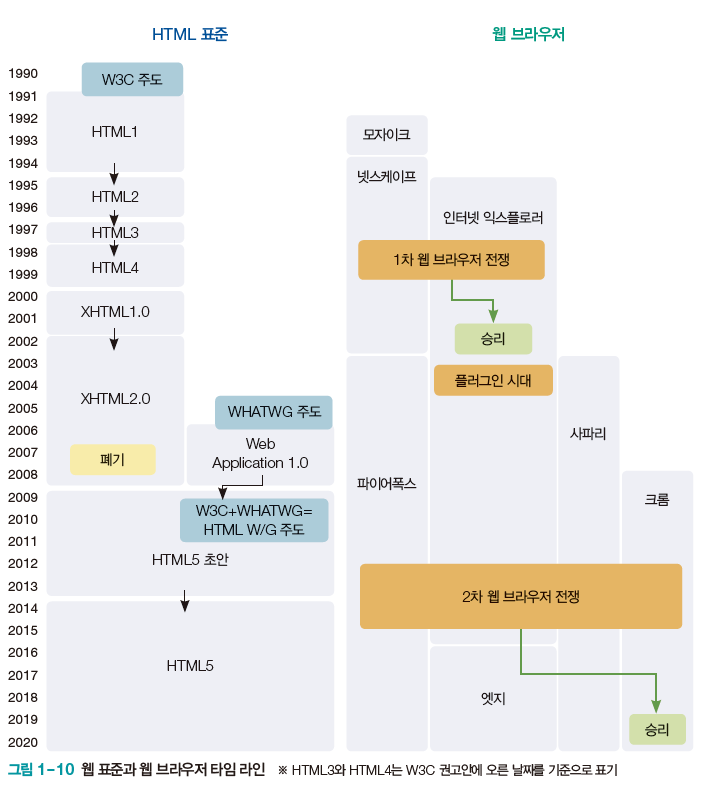 HTML 표준
웹 브라우저
1990
1991
1992
1993
1994
1995
1996
1997
1998
1999
2000
2001
2002
2003
2004
2005
2006
2007
2008
2009
2010
2011
2012
2013
2014
2015
2016
2017
2018
2019
2020
W3C 주도
HTML1
HTML2
HTML3
HTML4
XHTML1.0
XHTML2.0
폐기
WHATWG 주도
Web
Application 1.0
W3C+WHATWG=
HTML W/G 주도
HTML5 초안
HTML5
모자이크
넷스케이프
인터넷 익스플로러
1차 웹 브라우저 전쟁
승리
플러그인 시대
사파리
파이어폭스
크롬
2차 웹 브라우저 전쟁
엣지
승리
그림 1-10 웹 표준과 웹 브라우저 타임 라인 ※ HTML3와 HTML4는 W3C 권고안에 오른 날짜를 기준으로 표기